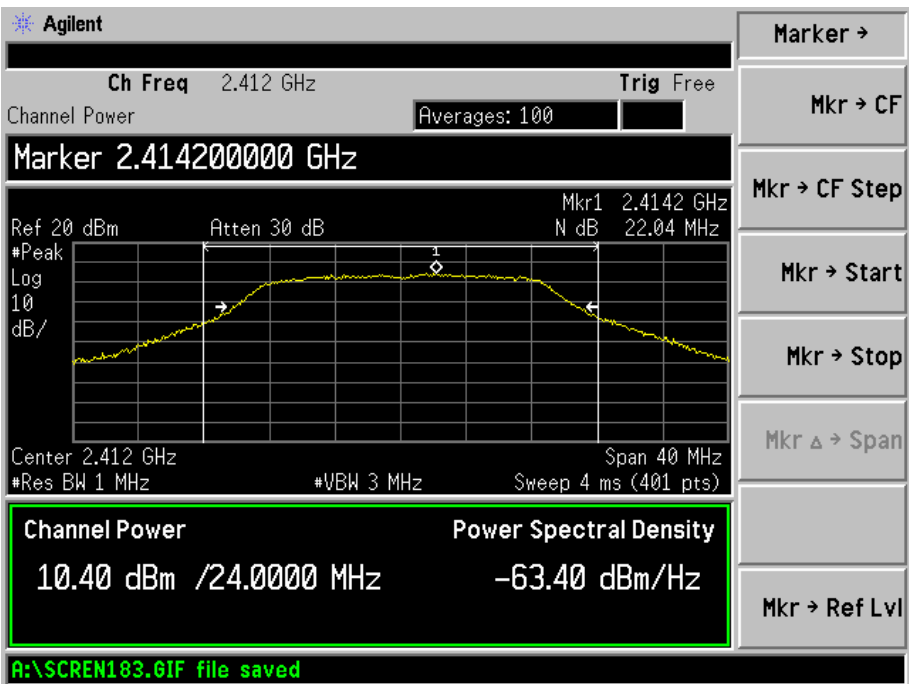 Agilent
Ch Freq 2.412 GHz Trig Free
Channel Power Averages: 100
Marker 2.414200000 GHz
Mkr1 2.4142 GHz
Ref 20 dBm Atten 30 dB N dB 22.04 MHz
#Peak
Log
10
dB/
1
Center 2.412 GHz Span 40 MHz
#Res BW 1 MHz #VBW 3 MHz Sweep 4 ms (401 pts)
Channel Power Power Spectral Density
10.40 dBm /24.0000 MHz -63.40 dBm/Hz
A:\SCREN183.GIF file saved
Marker →
Mkr → CF
Mkr → CF Step
Mkr → Start
Mkr → Stop
Mkr Δ → Span
Mkr → Ref Lvl